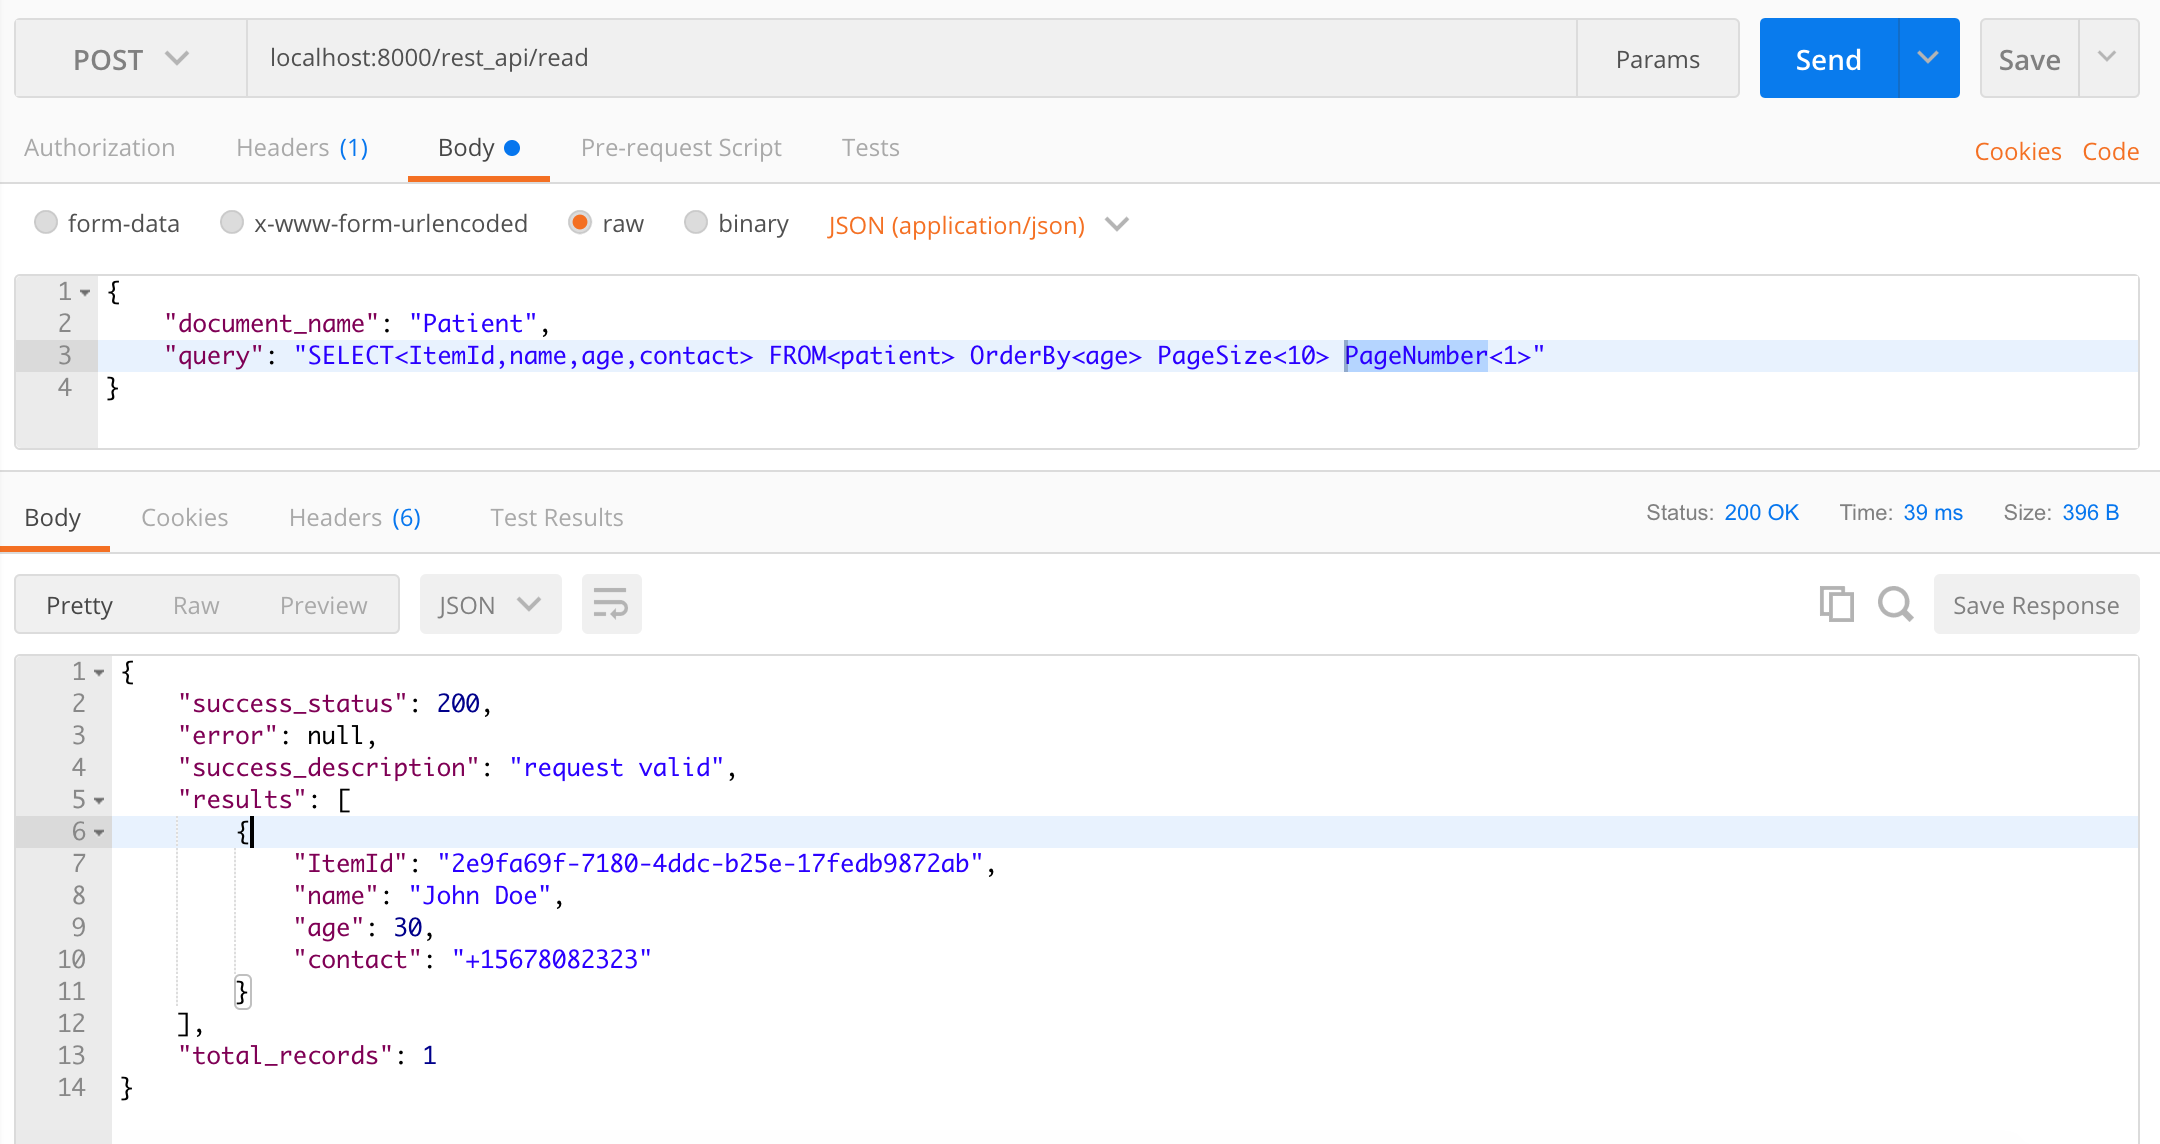 POST localhost:8000/rest_api/read Params Send Save
Authorization Headers (1) Body Pre-request Script Tests Cookies Code
form-data x-www-form-urlencoded raw binary JSON (application/json)
1 {
2 "document_name": "Patient",
3 "query": "SELECT<ItemId,name,age,contact> FROM<patient> OrderBy<age> PageSize<10> PageNumber<1>"
4 }
Body Cookies Headers (6) Test Results Status: 200 OK Time: 39 ms Size: 396 B
Pretty Raw Preview JSON Save Response
1 {
2 "success_status": 200,
3 "error": null,
4 "success_description": "request valid",
5 "results": [
6 {
7 "ItemId": "2e9fa69f-7180-4ddc-b25e-17fedb9872ab",
8 "name": "John Doe",
9 "age": 30,
10 "contact": "+15678082323"
11 }
12 ],
13 "total_records": 1
14 }